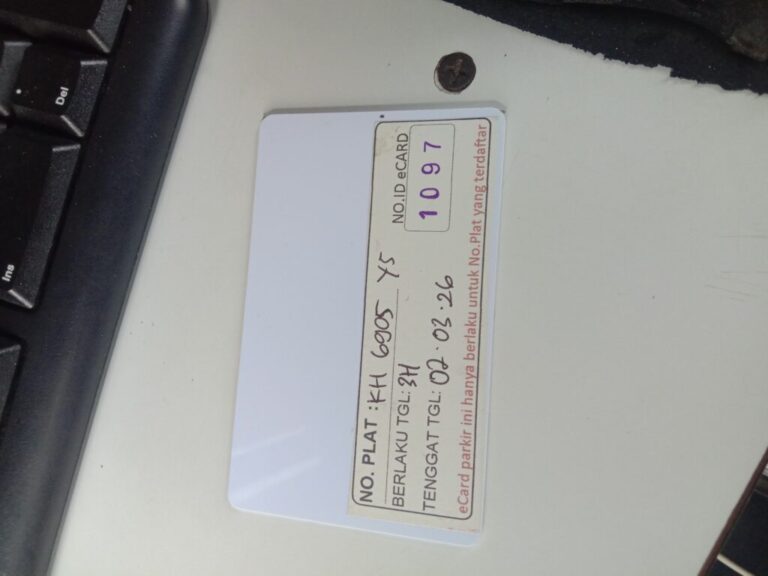 NO. PLAT : KH 6905 YS
BERLAKU TGL: 3H
TENGGAT TGL: 02.03.26
NO.ID eCARD
1097
eCard parkir ini hanya berlaku untuk No.Plat yang terdaftar
Del
Ins